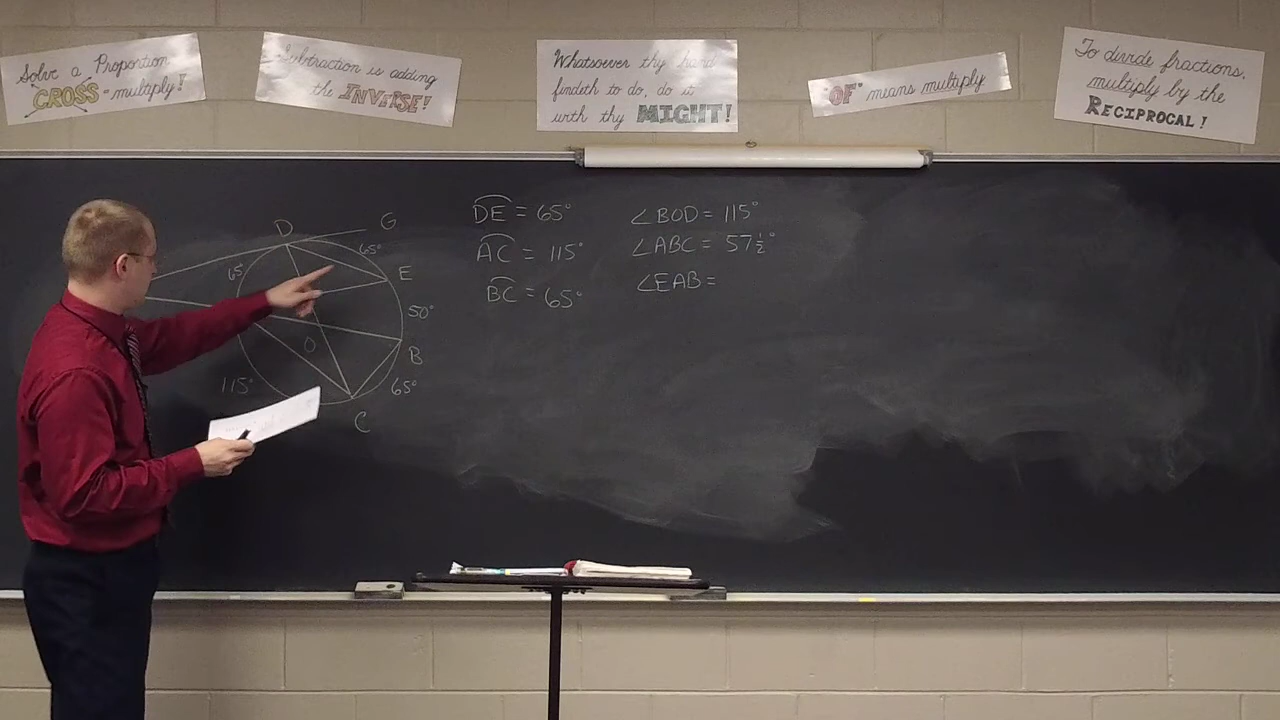 Solve a Proportion,
CROSS-multiply!
Subtraction is adding
the INVERSE!
Whatsoever thy hand
findeth to do, do it
with thy MIGHT!
"OF" means multiply
To divide fractions,
multiply by the
RECIPROCAL!
D
G
65°
65
E
50°
O
B
115°
65°
C
DE = 65°
AC = 115°
BC = 65°
∠BOD = 115°
∠ABC = 57½°
∠EAB =